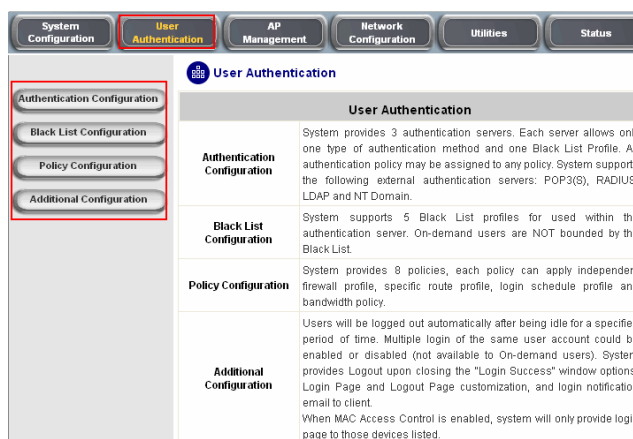 System Configuration
User Authentication
AP Management
Network Configuration
Utilities
Status
Authentication Configuration
Black List Configuration
Policy Configuration
Additional Configuration
User Authentication
User Authentication
Authentication
Configuration
System provides 3 authentication servers. Each server allows onl
one type of authentication method and one Black List Profile. A
authentication policy may be assigned to any policy. System support
the following external authentication servers: POP3(S), RADIUS
LDAP and NT Domain.
Black List
Configuration
System supports 5 Black List profiles for used within th
authentication server. On-demand users are NOT bounded by th
Black List.
Policy Configuration
System provides 8 policies, each policy can apply independen
firewall profile, specific route profile, login schedule profile an
bandwidth policy.
Additional
Configuration
Users will be logged out automatically after being idle for a specifie
period of time. Multiple login of the same user account could b
enabled or disabled (not available to On-demand users). System
provides Logout upon closing the "Login Success" window options
Login Page and Logout Page customization, and login notificatio
email to client.
When MAC Access Control is enabled, system will only provide logi
page to those devices listed.